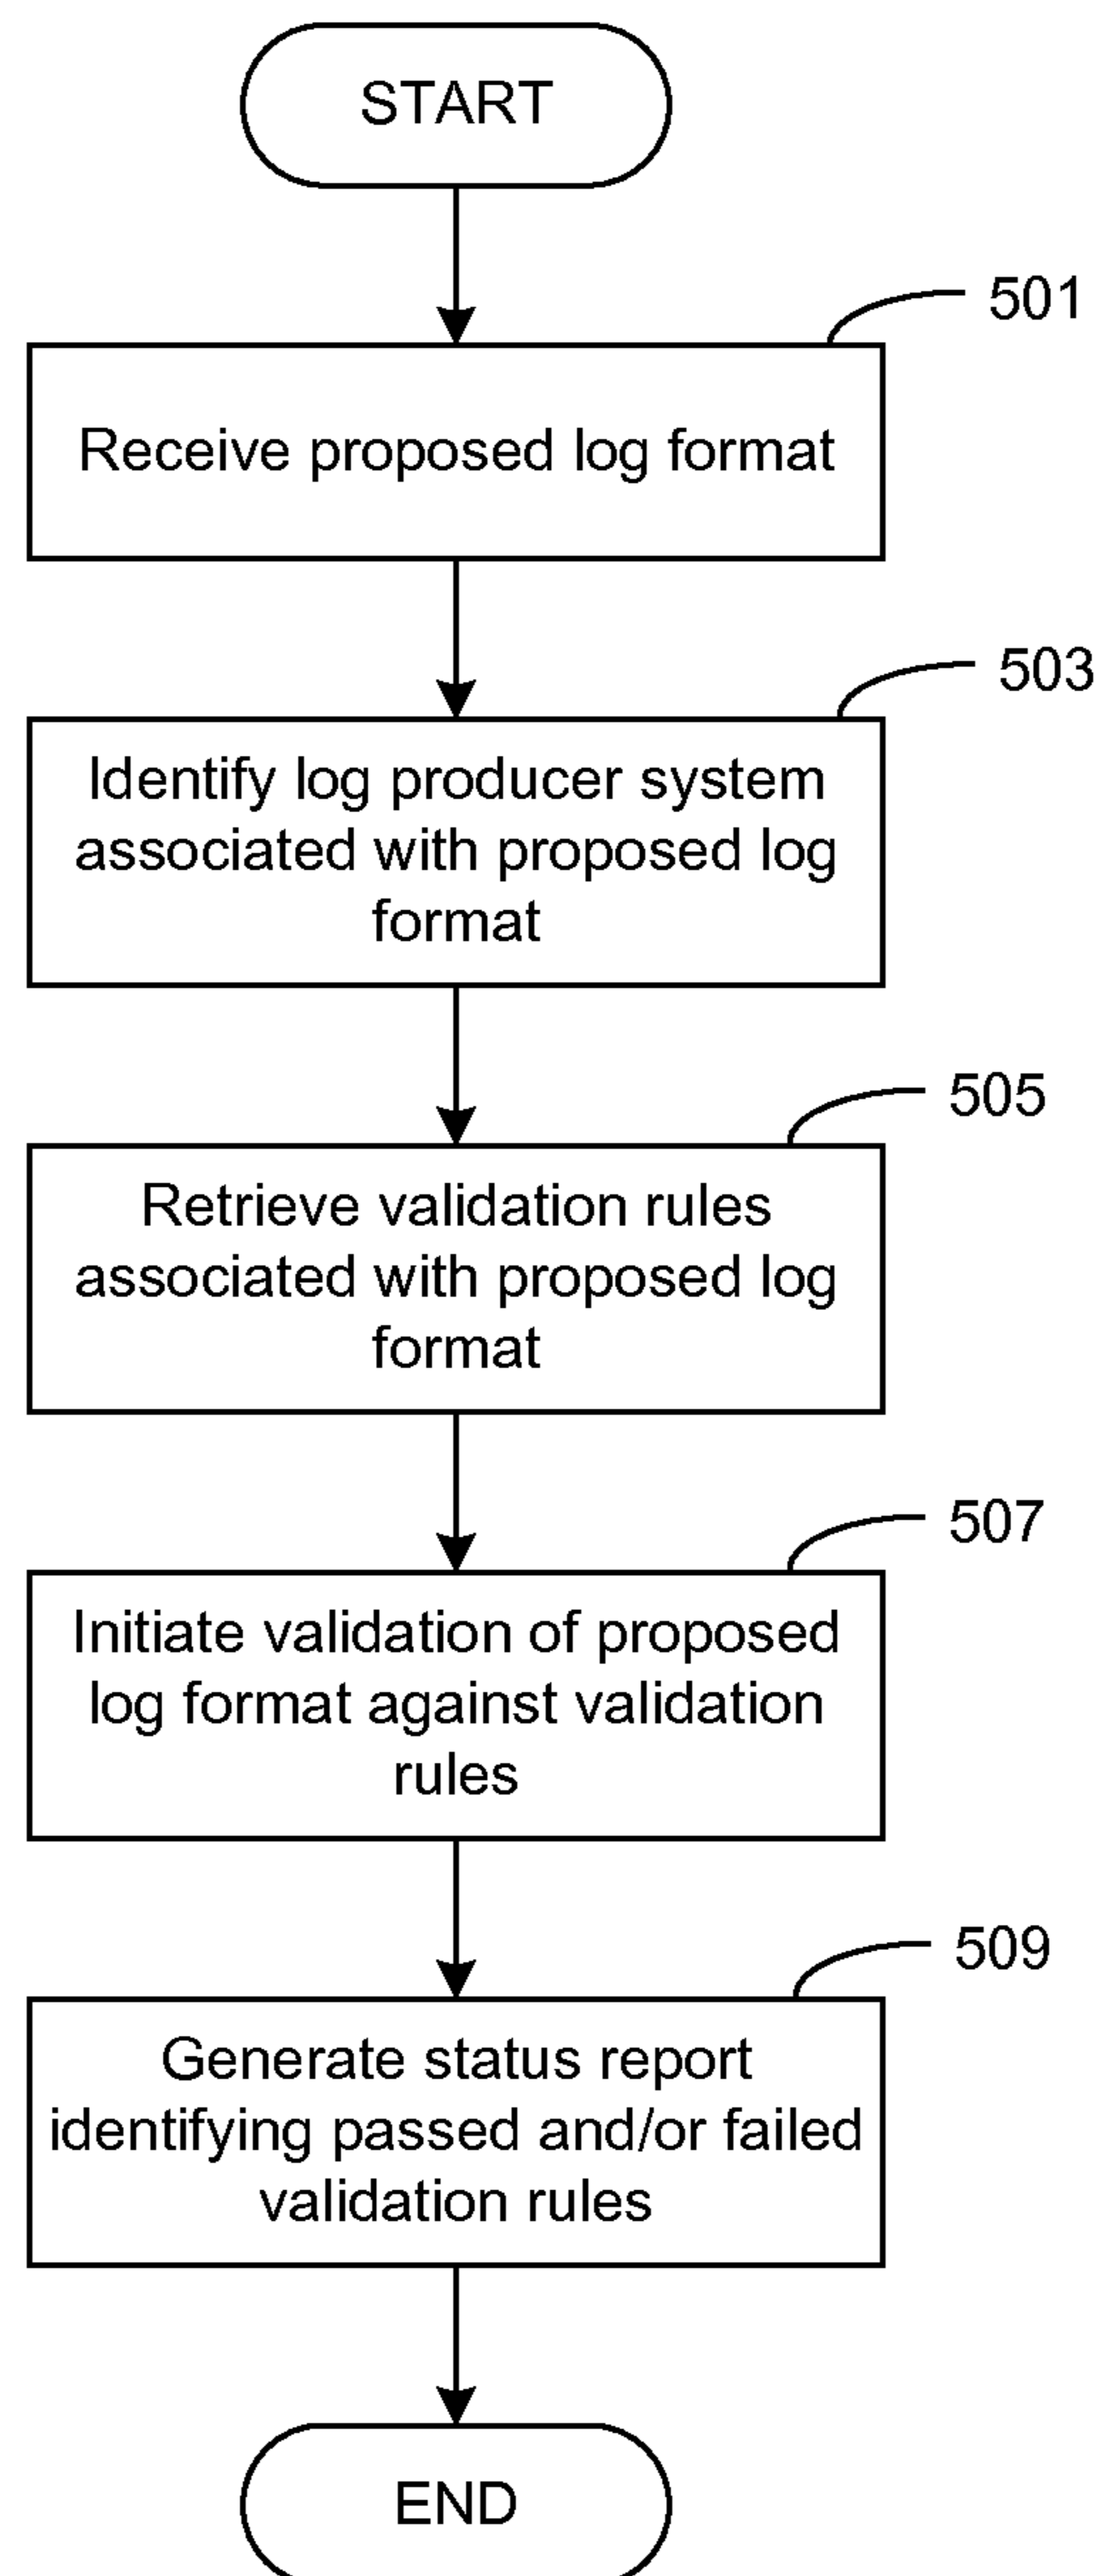 START
501
Receive proposed log format
503
Identify log producer system
associated with proposed log
format
505
Retrieve validation rules
associated with proposed log
format
507
Initiate validation of proposed
log format against validation
rules
509
Generate status report
identifying passed and/or failed
validation rules
END